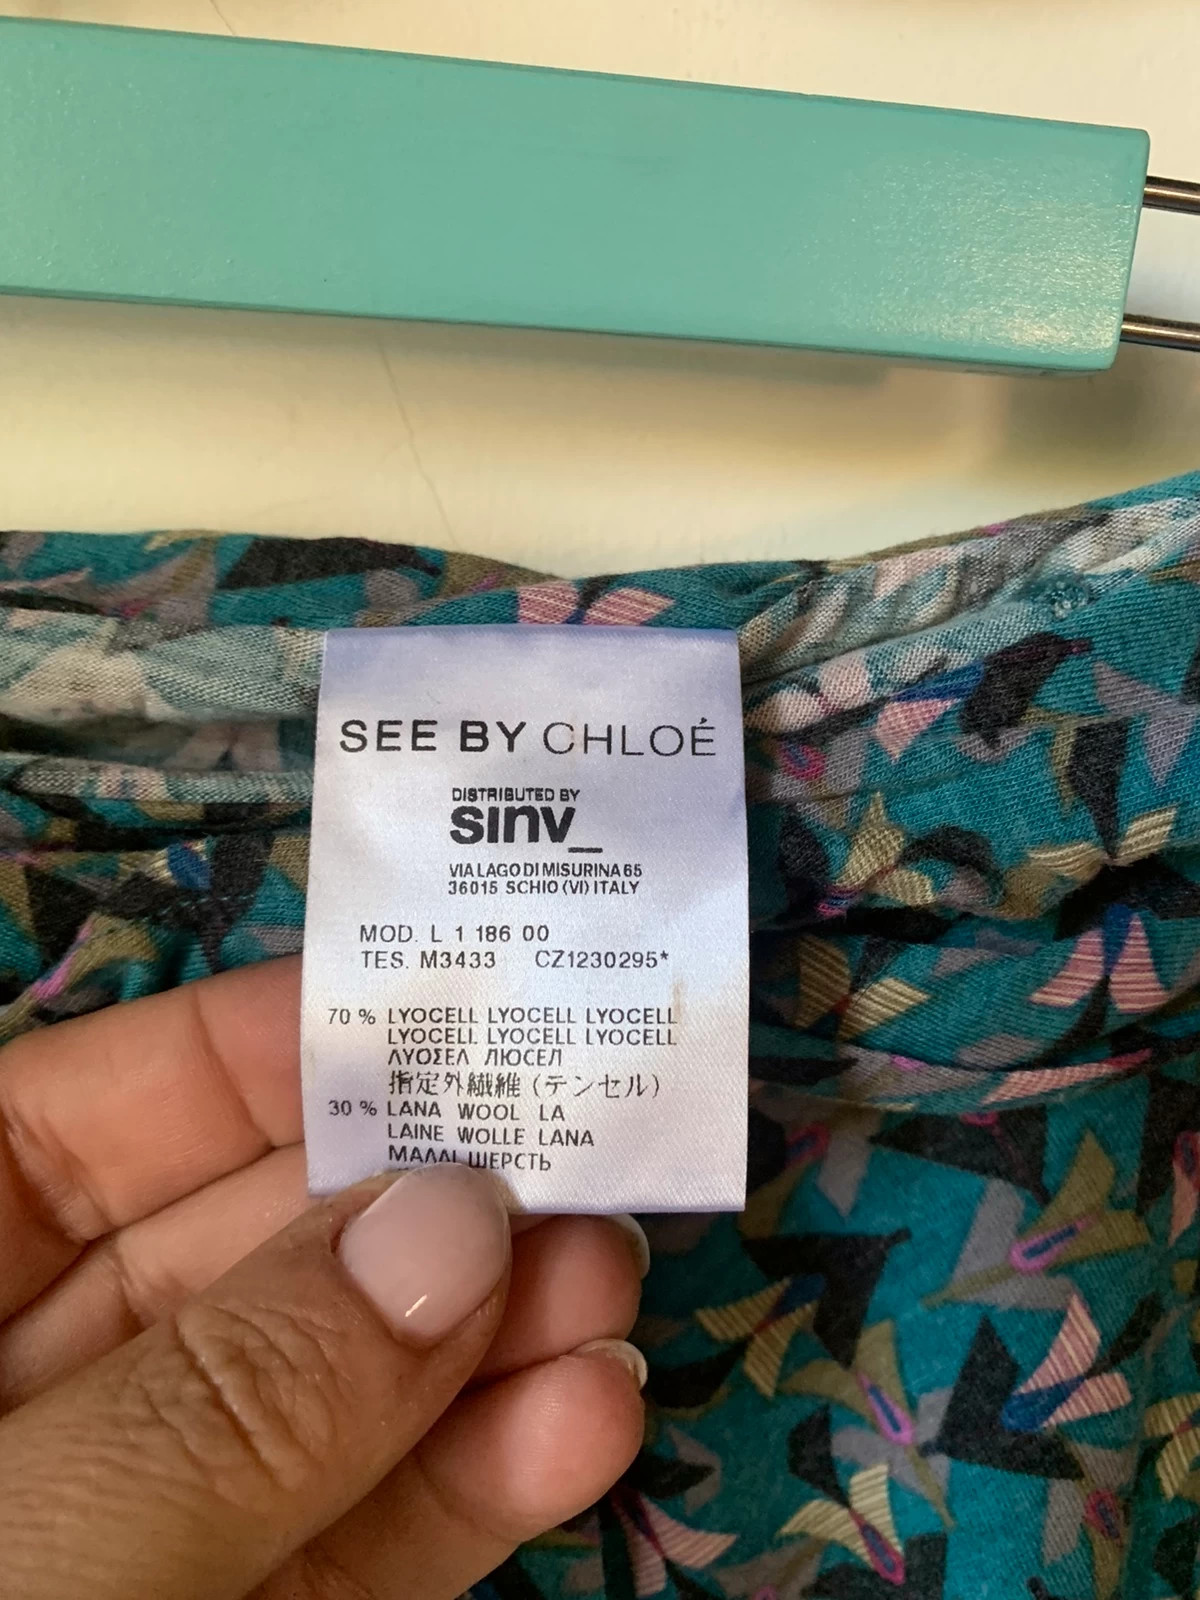 SEE BY CHLOÉ
DISTRIBUTED BY
sinv_
VIA LAGO DI MISURINA 65
36015 SCHIO (VI) ITALY
MOD. L 1 186 00
TES. M3433 CZ1230295*
70 % LYOCELL LYOCELL LYOCELL
LYOCELL LYOCELL LYOCELL
ΛΥΟΣΕΛ ЛЮСЕЛ
指定外繊維 (テンセル)
30 % LANA WOOL LA
LAINE WOLLE LANA
ΜΑΛΛΙ ШЕРСТЬ